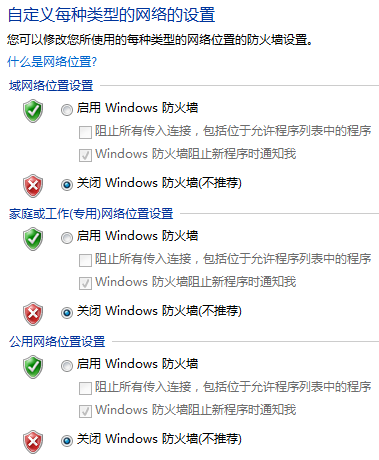 自定义每种类型的网络的设置
您可以修改您所使用的每种类型的网络位置的防火墙设置。
什么是网络位置?
域网络位置设置
启用 Windows 防火墙
阻止所有传入连接，包括位于允许程序列表中的程序
Windows 防火墙阻止新程序时通知我
关闭 Windows 防火墙(不推荐)
家庭或工作(专用)网络位置设置
启用 Windows 防火墙
阻止所有传入连接，包括位于允许程序列表中的程序
Windows 防火墙阻止新程序时通知我
关闭 Windows 防火墙(不推荐)
公用网络位置设置
启用 Windows 防火墙
阻止所有传入连接，包括位于允许程序列表中的程序
Windows 防火墙阻止新程序时通知我
关闭 Windows 防火墙(不推荐)